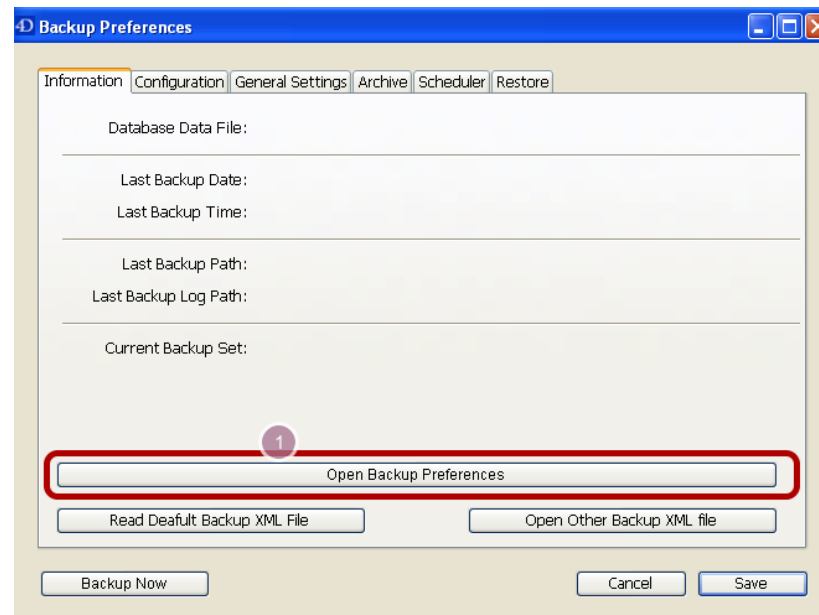 4D Backup Preferences
Information Configuration General Settings Archive Scheduler Restore
Database Data File:
Last Backup Date:
Last Backup Time:
Last Backup Path:
Last Backup Log Path:
Current Backup Set:
1
Open Backup Preferences
Read Deafult Backup XML File Open Other Backup XML file
Backup Now Cancel Save